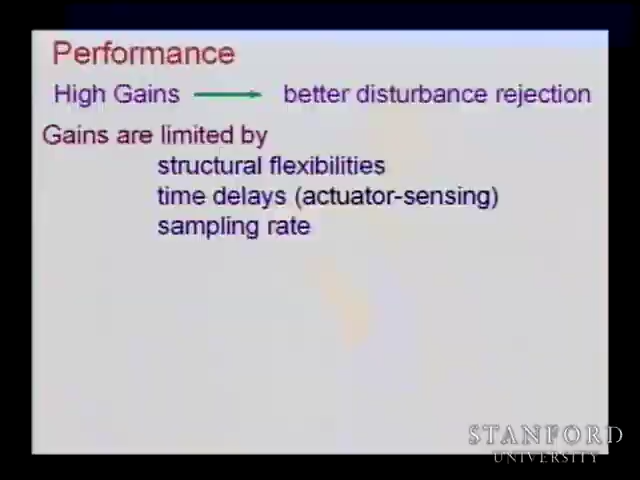 Performance
High Gains → better disturbance rejection
Gains are limited by
structural flexibilities
time delays (actuator-sensing)
sampling rate
STANFORD
UNIVERSITY